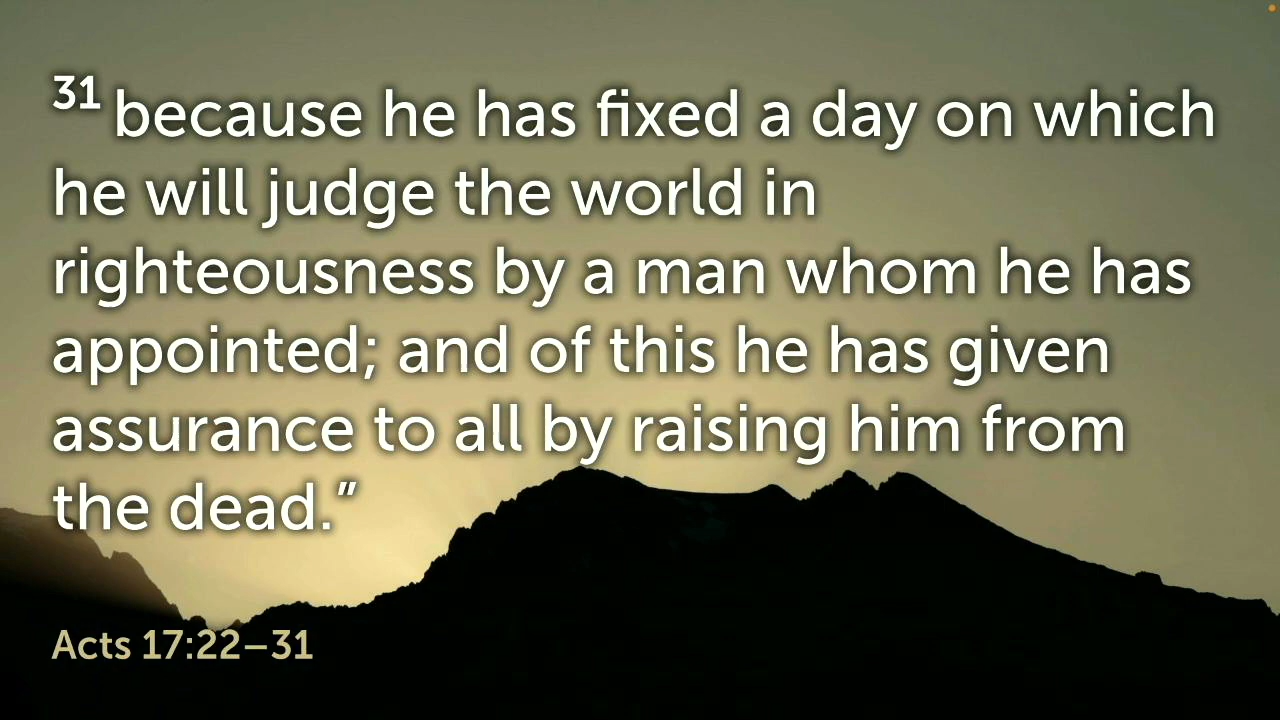 31 because he has fixed a day on which
he will judge the world in
righteousness by a man whom he has
appointed; and of this he has given
assurance to all by raising him from
the dead.”
Acts 17:22–31